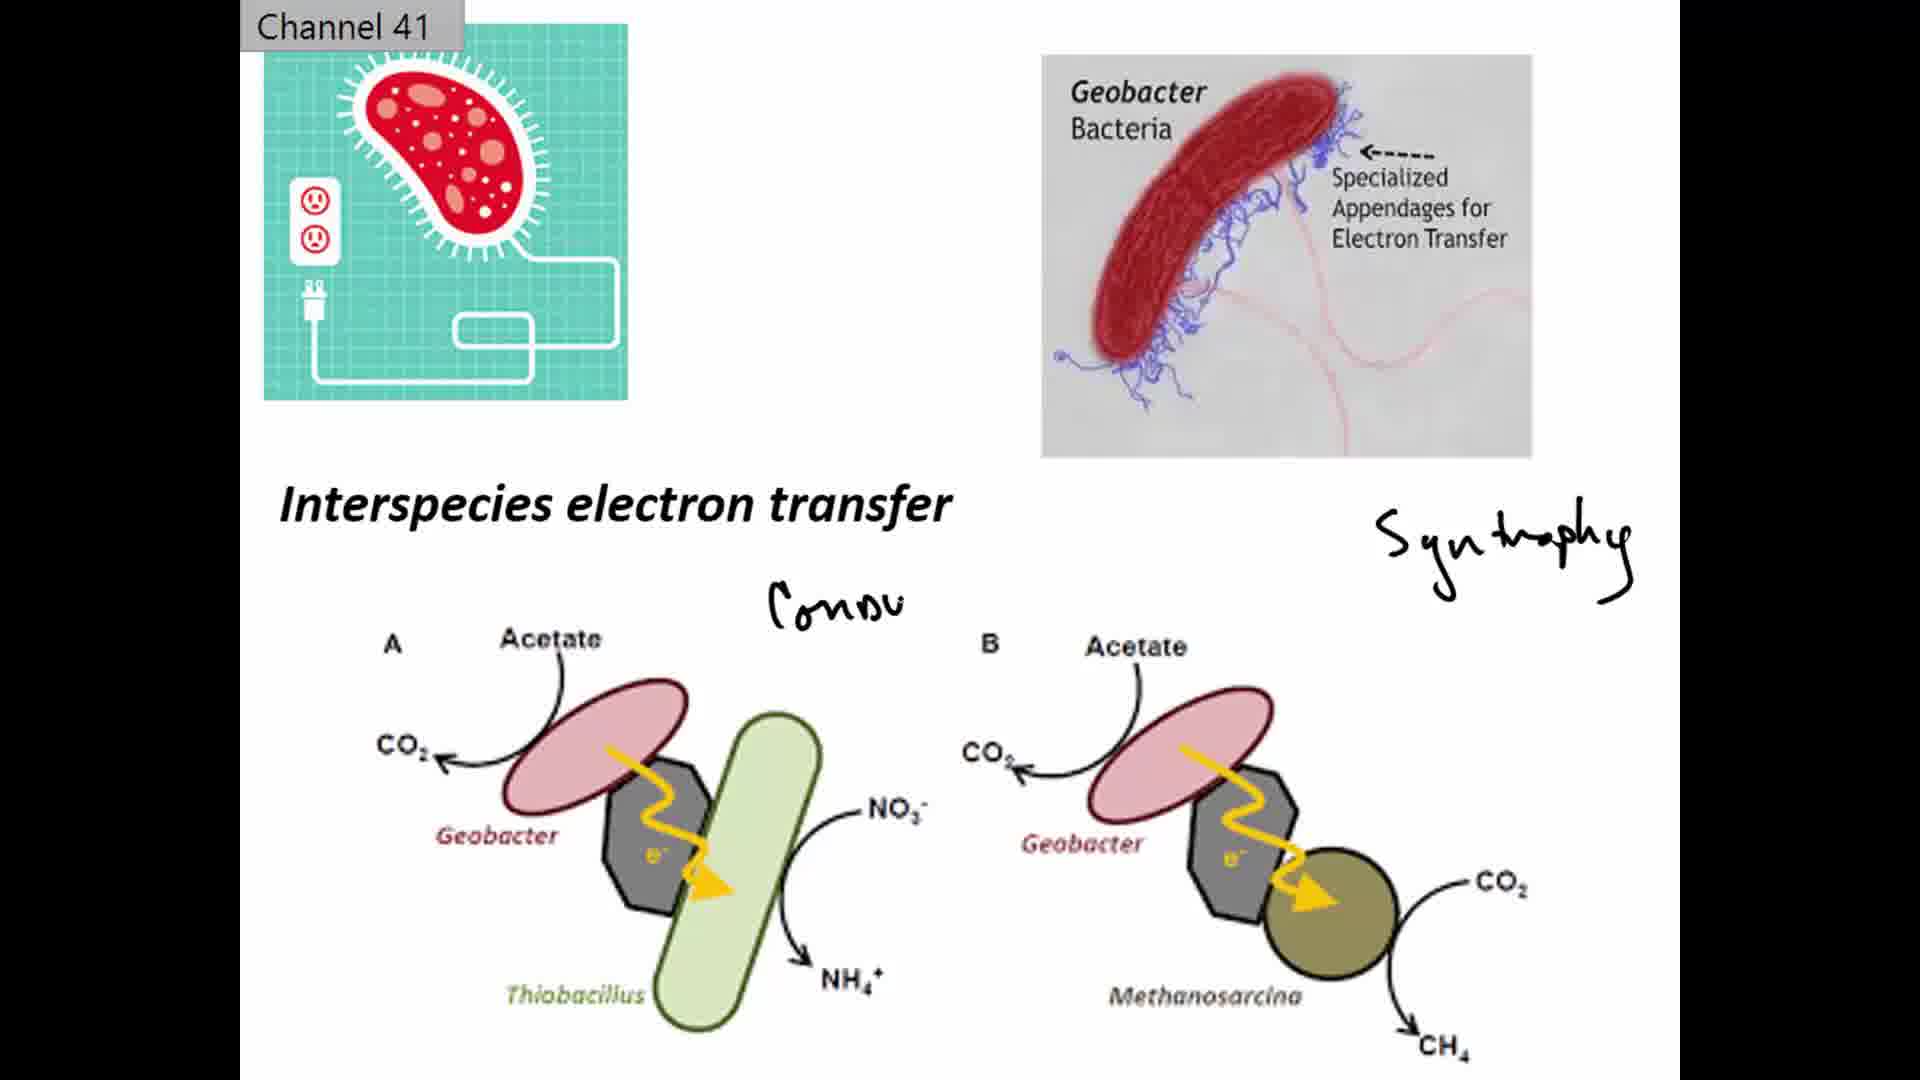 Channel 41
Geobacter
Bacteria
Specialized
Appendages for
Electron Transfer
Interspecies electron transfer
Syntrophy
Condu
A
Acetate
CO₂
Geobacter
e⁻
NO₃⁻
NH₄⁺
Thiobacillus
B
Acetate
CO₂
Geobacter
e⁻
CO₂
Methanosarcina
CH₄